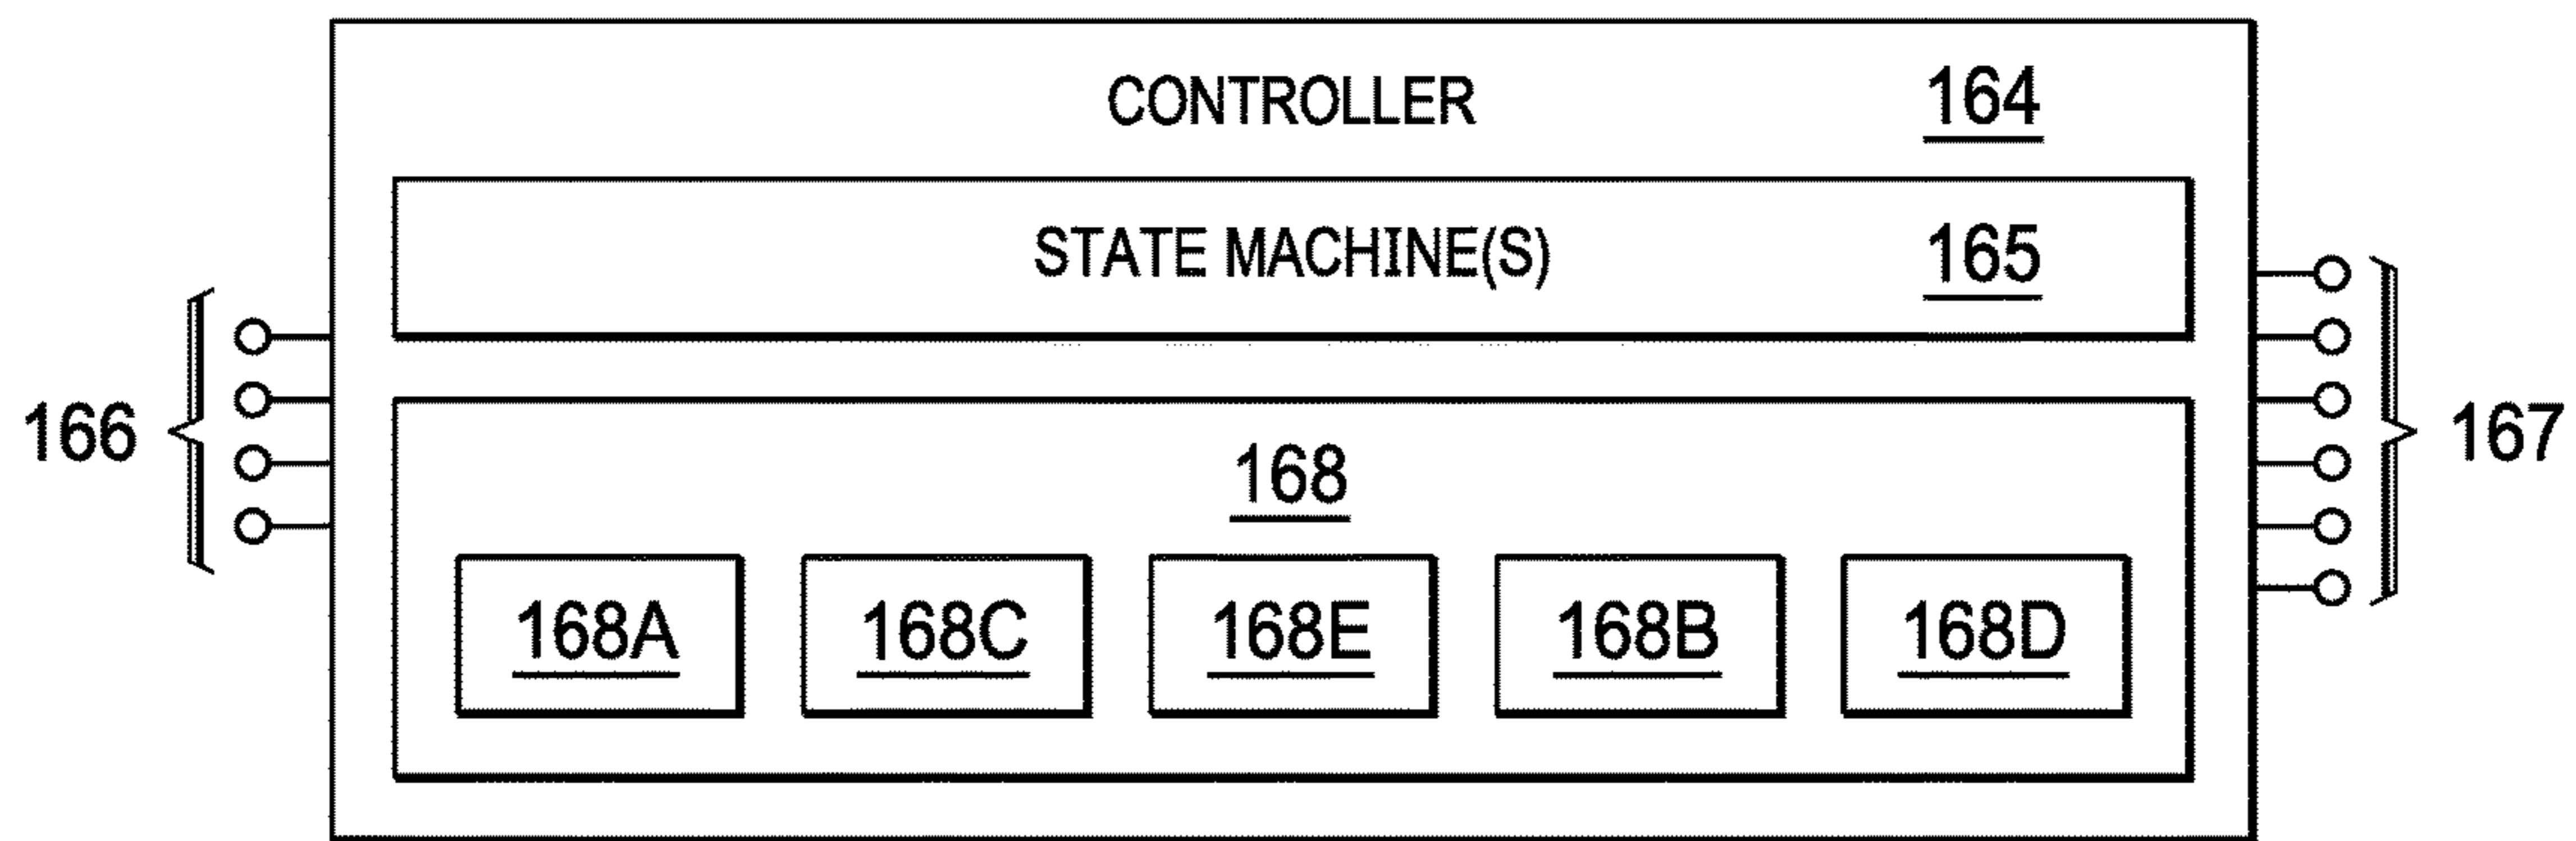 CONTROLLER 164
STATE MACHINE(S) 165
166
167
168
168A 168C 168E 168B 168D